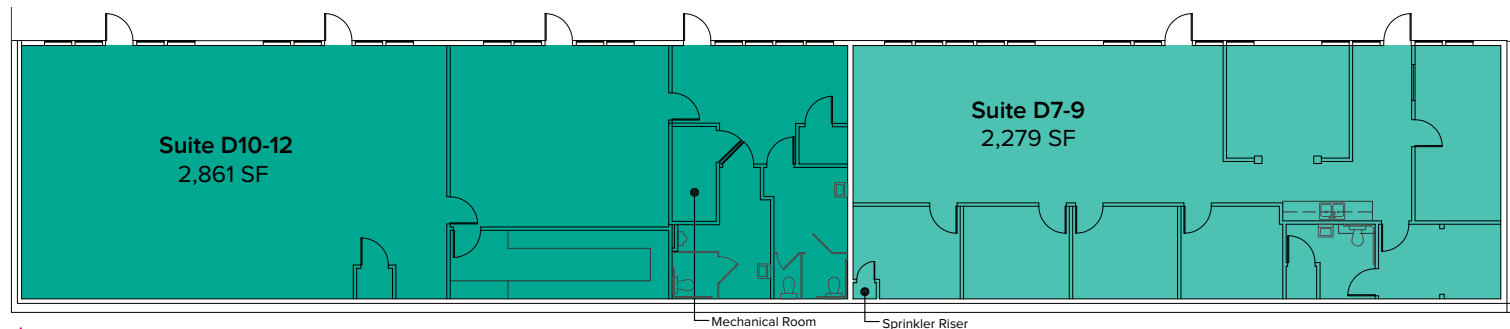 Suite D10-12
2,861 SF
Suite D7-9
2,279 SF
Mechanical Room
Sprinkler Riser